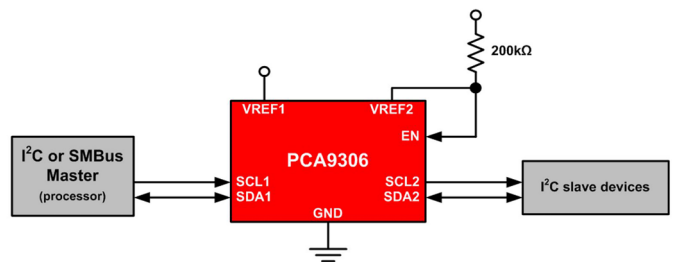 200kΩ
VREF1
VREF2
EN
I²C or SMBus
Master
(processor)
PCA9306
SCL1
SCL2
SDA1
SDA2
I²C slave devices
GND